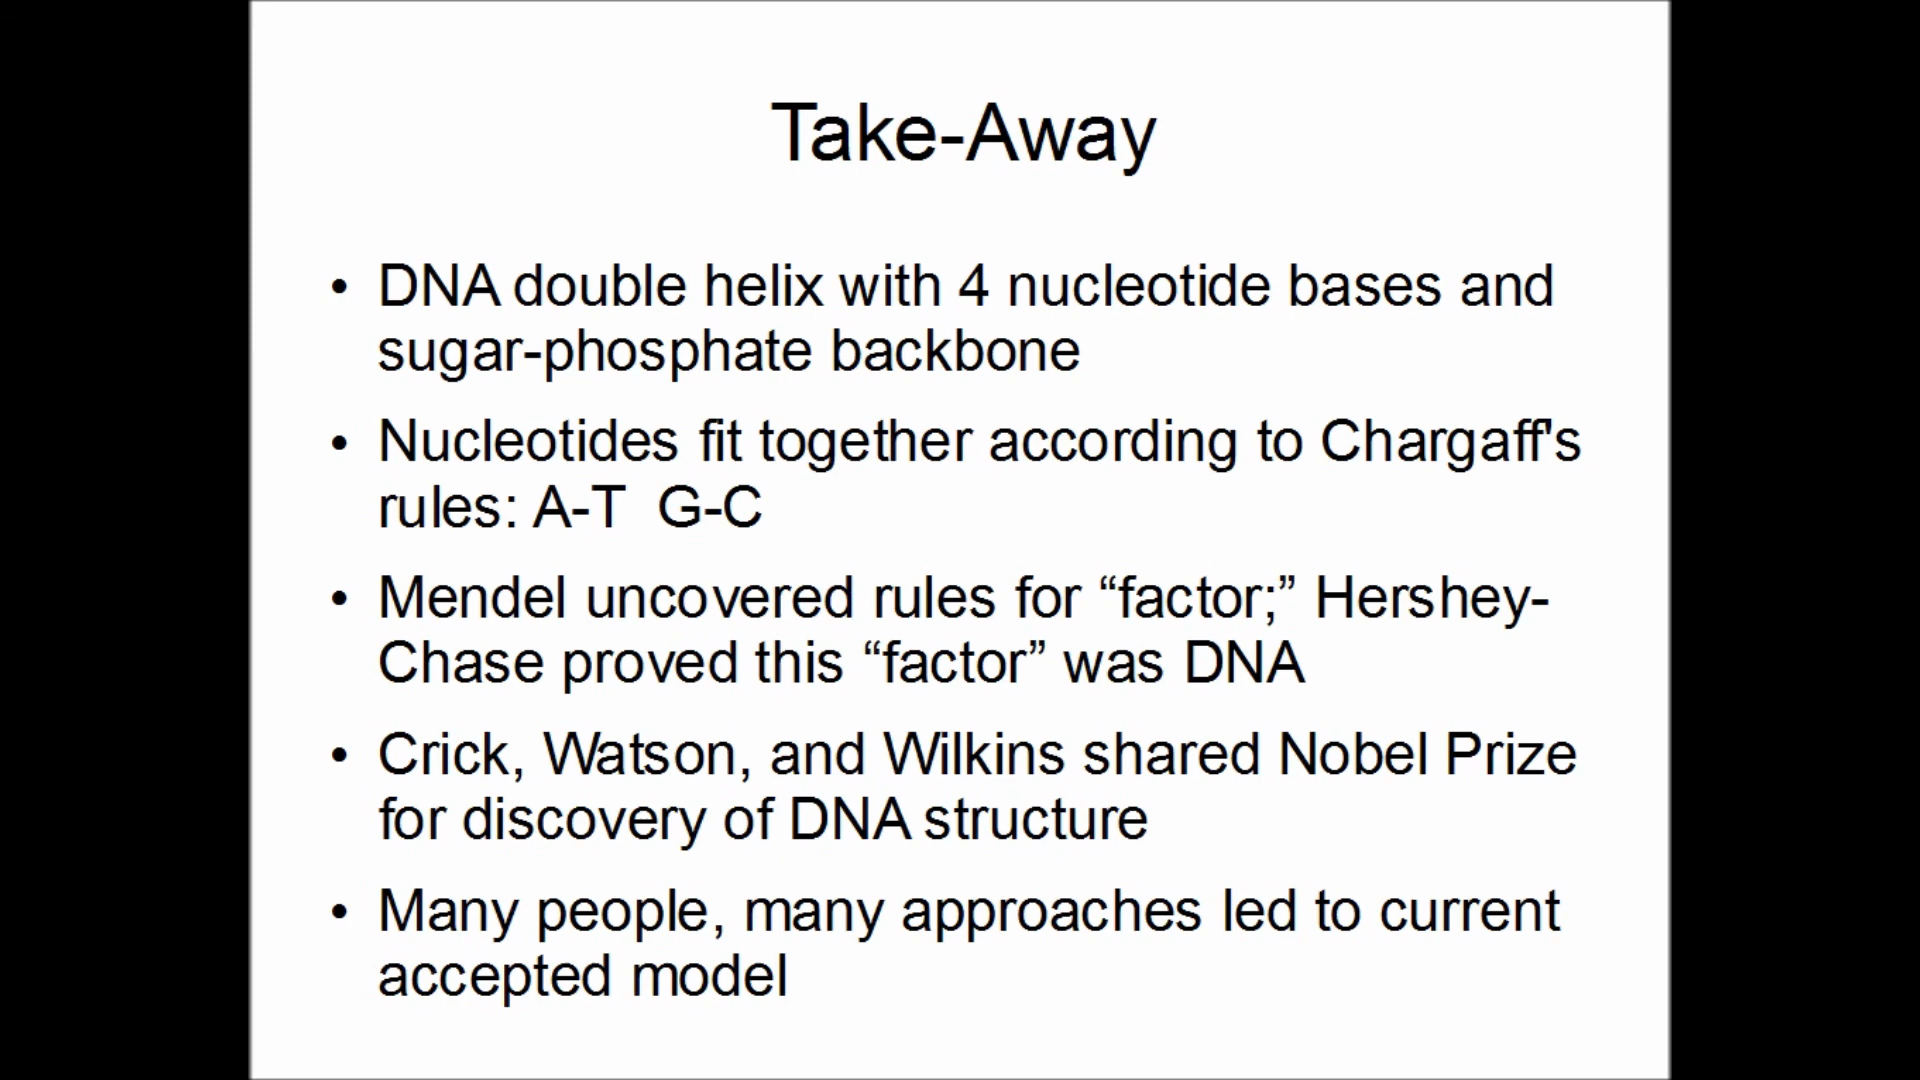 Take-Away
• DNA double helix with 4 nucleotide bases and
sugar-phosphate backbone
• Nucleotides fit together according to Chargaff's
rules: A-T  G-C
• Mendel uncovered rules for “factor;” Hershey-
Chase proved this “factor” was DNA
• Crick, Watson, and Wilkins shared Nobel Prize
for discovery of DNA structure
• Many people, many approaches led to current
accepted model